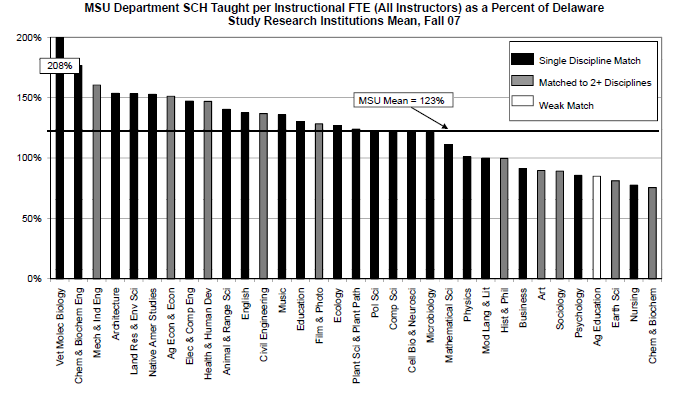 MSU Department SCH Taught per Instructional FTE (All Instructors) as a Percent of Delaware
Study Research Institutions Mean, Fall 07
200%
150%
100%
50%
0%
208%
MSU Mean = 123%
Single Discipline Match
Matched to 2+ Disciplines
Weak Match
Vet Molec Biology
Chem & Biochem Eng
Mech & Ind Eng
Architecture
Land Res & Env Sci
Native Amer Studies
Ag Econ & Econ
Elec & Comp Eng
Health & Human Dev
Animal & Range Sci
English
Civil Engineering
Music
Education
Film & Photo
Ecology
Plant Sci & Plant Path
Pol Sci
Comp Sci
Cell Bio & Neurosci
Microbiology
Mathematical Sci
Physics
Mod Lang & Lit
Hist & Phil
Business
Art
Sociology
Psychology
Ag Education
Earth Sci
Nursing
Chem & Biochem